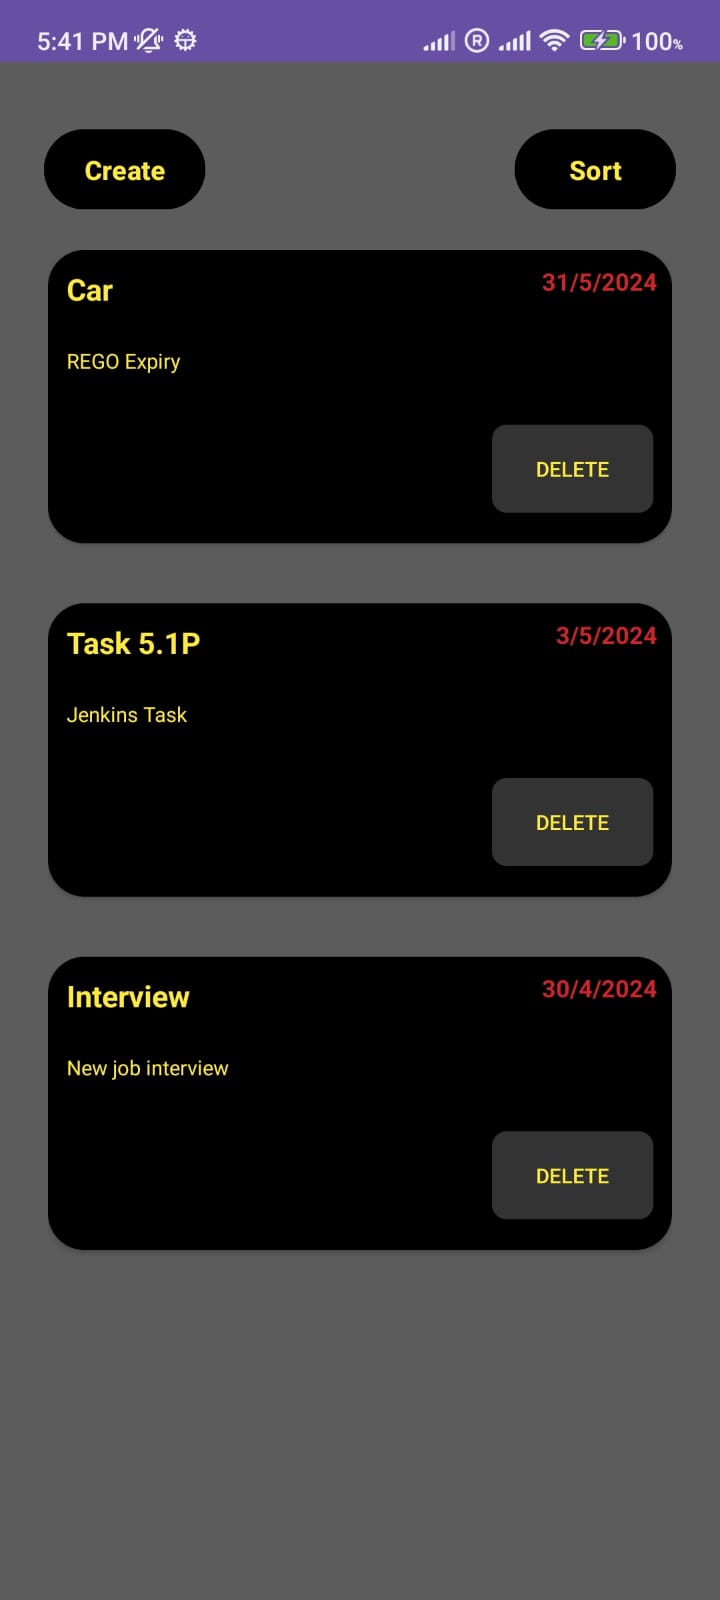 5:41 PM R 100%
Create Sort
Car 31/5/2024
REGO Expiry
DELETE
Task 5.1P 3/5/2024
Jenkins Task
DELETE
Interview 30/4/2024
New job interview
DELETE